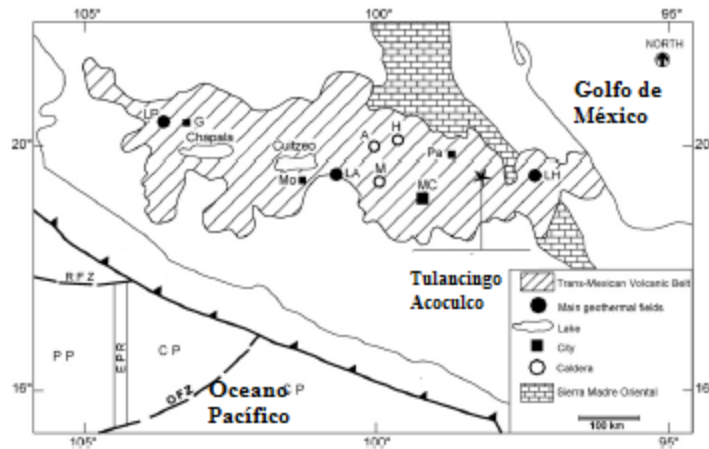 105°
100°
95°
NORTH
Golfo de
México
20°
20°
LP
G
Chapala
Cuitzeo
Mo
LA
A
H
M
Pa
MC
LH
Tulancingo
Acoculco
RFZ
PP
EPR
CP
OFZ
CP
Oceano
Pacífico
16°
16°
Trans-Mexican Volcanic Belt
Main geothermal fields
Lake
City
Caldera
Sierra Madre Oriental
100 km
105°
100°
95°